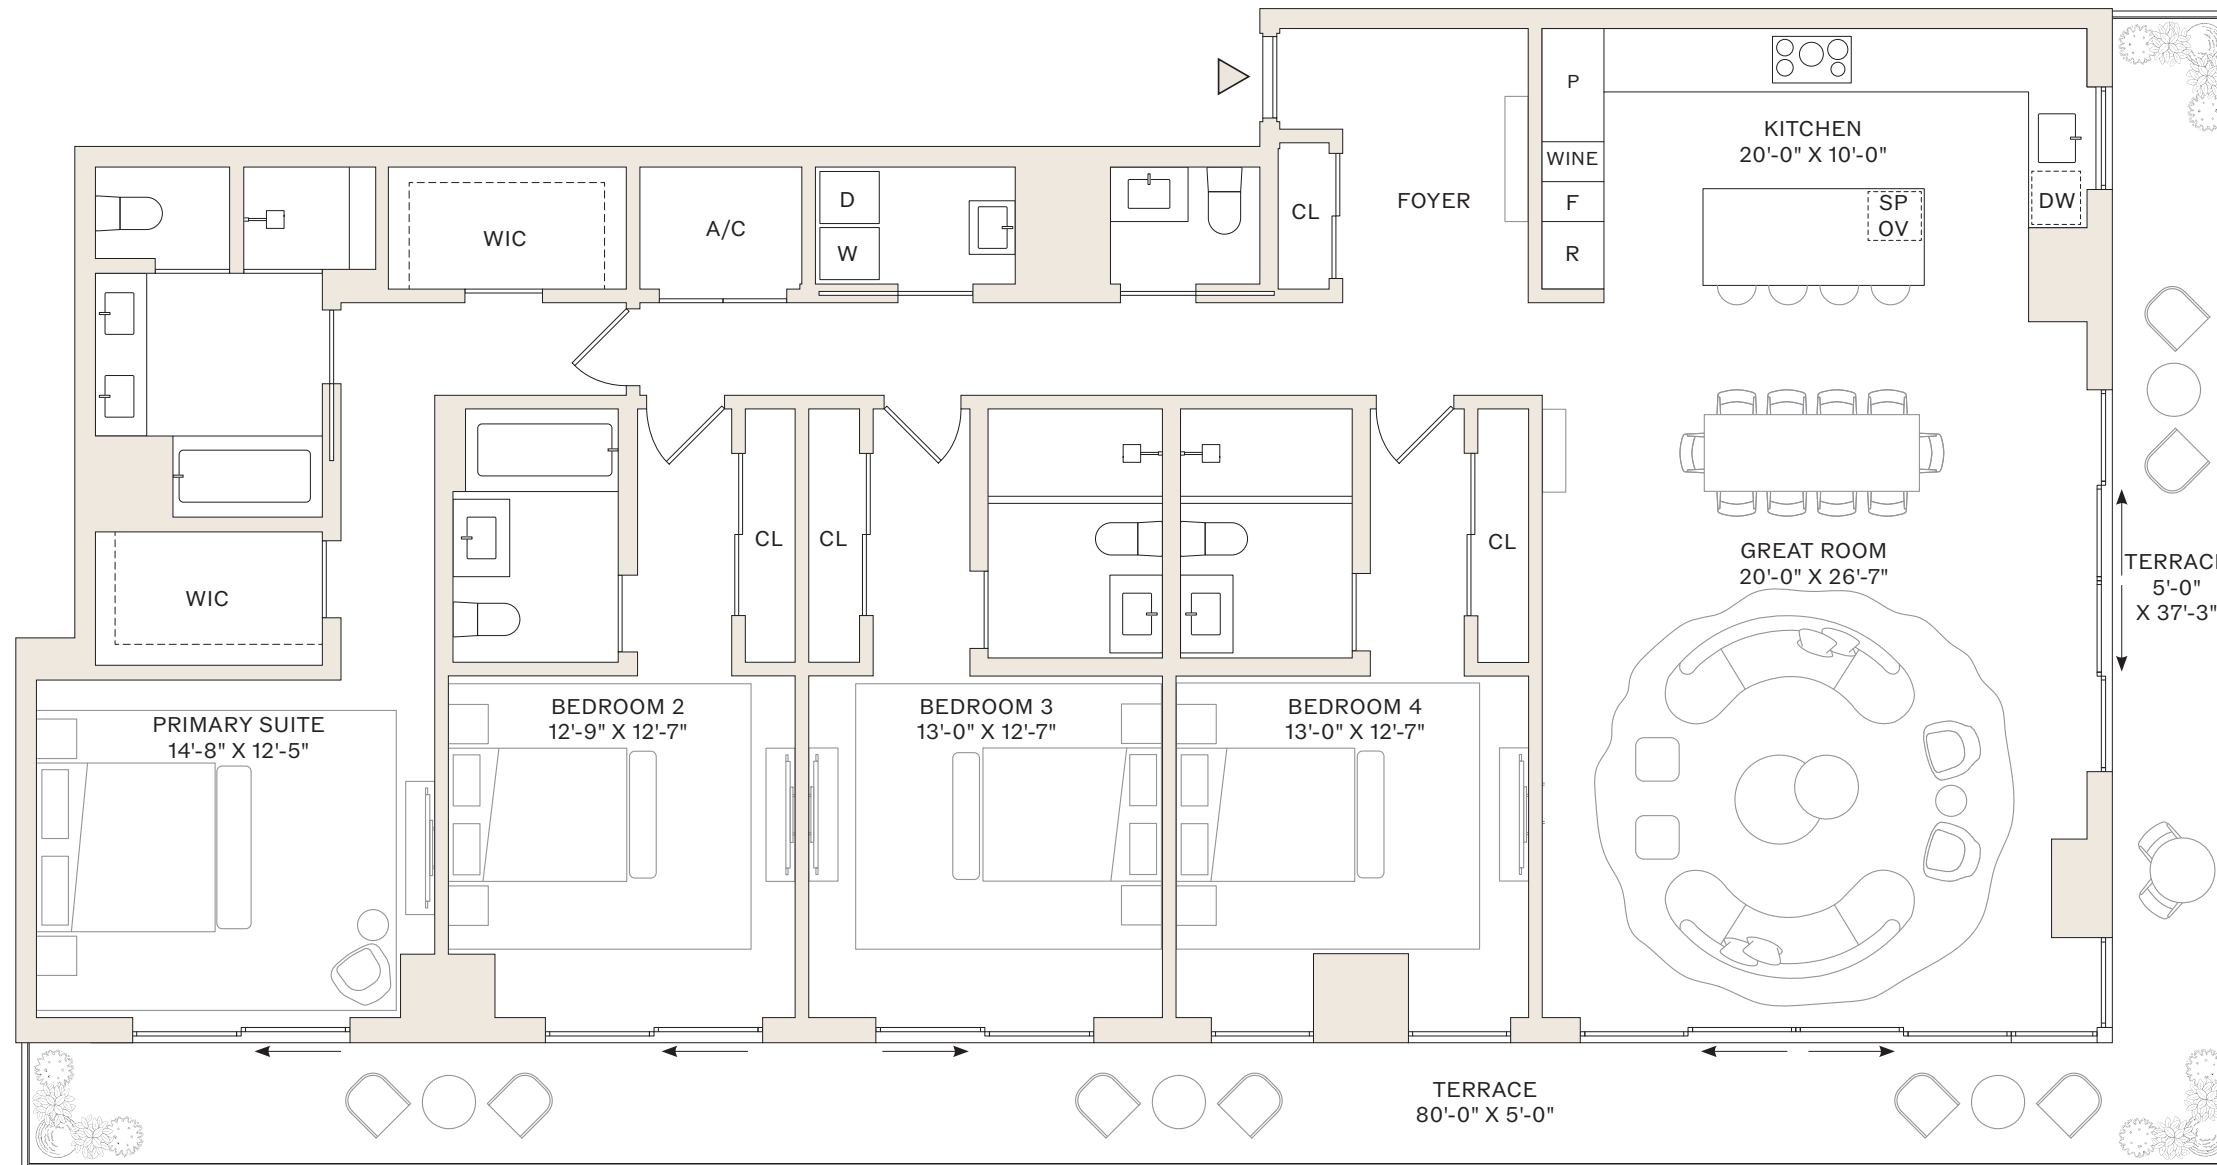 P
WINE
F
R
KITCHEN
20'-0" X 10'-0"
SP
OV
DW
FOYER
CL
D
W
A/C
WIC
WIC
CL
CL
CL
GREAT ROOM
20'-0" X 26'-7"
5'-0"
X 37'-3"
PRIMARY SUITE
14'-8" X 12'-5"
BEDROOM 2
12'-9" X 12'-7"
BEDROOM 3
13'-0" X 12'-7"
BEDROOM 4
13'-0" X 12'-7"
TERRACE
80'-0" X 5'-0"